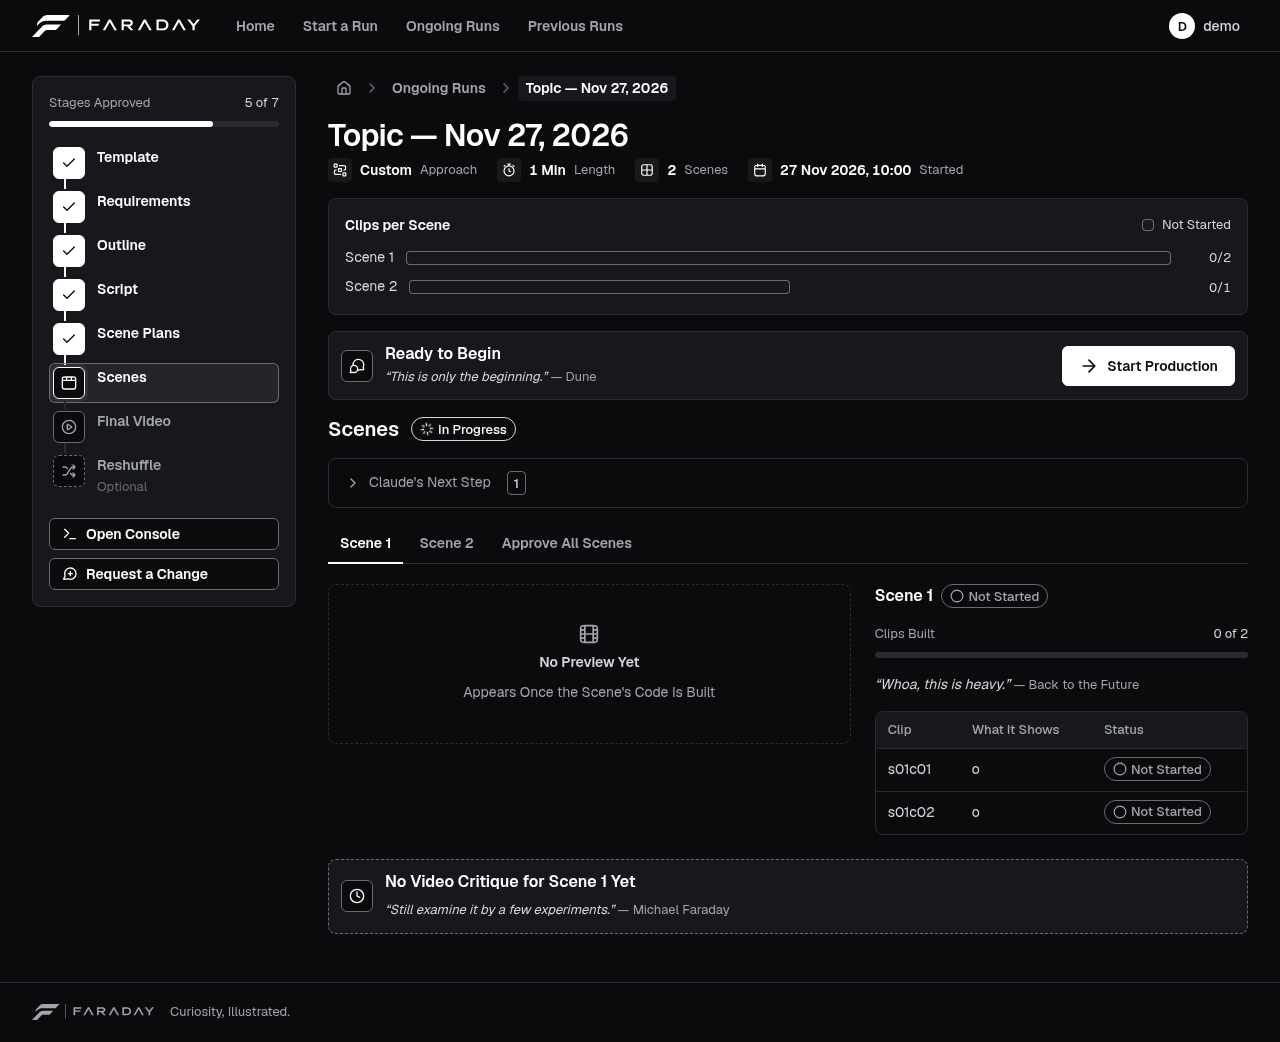 FARADAY
Home
Start a Run
Ongoing Runs
Previous Runs
D
demo
Stages Approved
5 of 7
Template
Requirements
Outline
Script
Scene Plans
Scenes
Final Video
Reshuffle
Optional
Open Console
Request a Change
Ongoing Runs
Topic — Nov 27, 2026
Topic — Nov 27, 2026
Custom Approach
1 Min Length
2 Scenes
27 Nov 2026, 10:00 Started
Clips per Scene
Not Started
Scene 1
0/2
Scene 2
0/1
Ready to Begin
“This is only the beginning.” — Dune
Start Production
Scenes
In Progress
Claude's Next Step
1
Scene 1
Scene 2
Approve All Scenes
No Preview Yet
Appears Once the Scene's Code Is Built
Scene 1
Not Started
Clips Built
0 of 2
“Whoa, this is heavy.” — Back to the Future
Clip What It Shows Status
s01c01 o Not Started
s01c02 o Not Started
No Video Critique for Scene 1 Yet
“Still examine it by a few experiments.” — Michael Faraday
FARADAY
Curiosity, Illustrated.